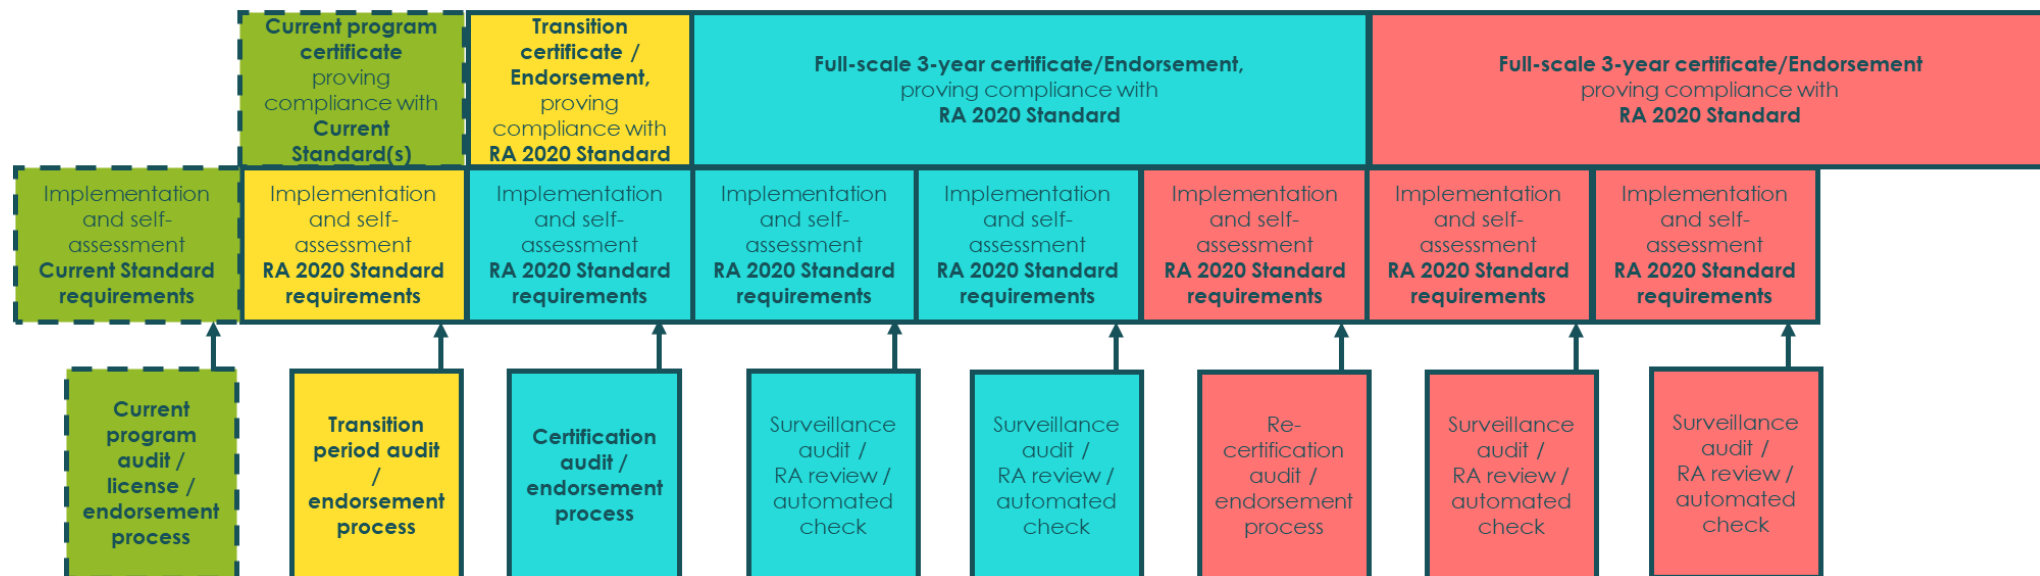 Current program
certificate
proving
compliance with
Current
Standard(s)
Transition
certificate /
Endorsement,
proving
compliance with
RA 2020 Standard
Full-scale 3-year certificate/Endorsement,
proving compliance with
RA 2020 Standard
Full-scale 3-year certificate/Endorsement
proving compliance with
RA 2020 Standard
Implementation
and self-
assessment
Current Standard
requirements
Implementation
and self-
assessment
RA 2020 Standard
requirements
Implementation
and self-
assessment
RA 2020 Standard
requirements
Implementation
and self-
assessment
RA 2020 Standard
requirements
Implementation
and self-
assessment
RA 2020 Standard
requirements
Implementation
and self-
assessment
RA 2020 Standard
requirements
Implementation
and self-
assessment
RA 2020 Standard
requirements
Implementation
and self-
assessment
RA 2020 Standard
requirements
Current
program
audit /
license /
endorsement
process
Transition
period audit
/
endorsement
process
Certification
audit /
endorsement
process
Surveillance
audit /
RA review /
automated
check
Surveillance
audit /
RA review /
automated
check
Re-
certification
audit /
endorsement
process
Surveillance
audit /
RA review /
automated
check
Surveillance
audit /
RA review /
automated
check